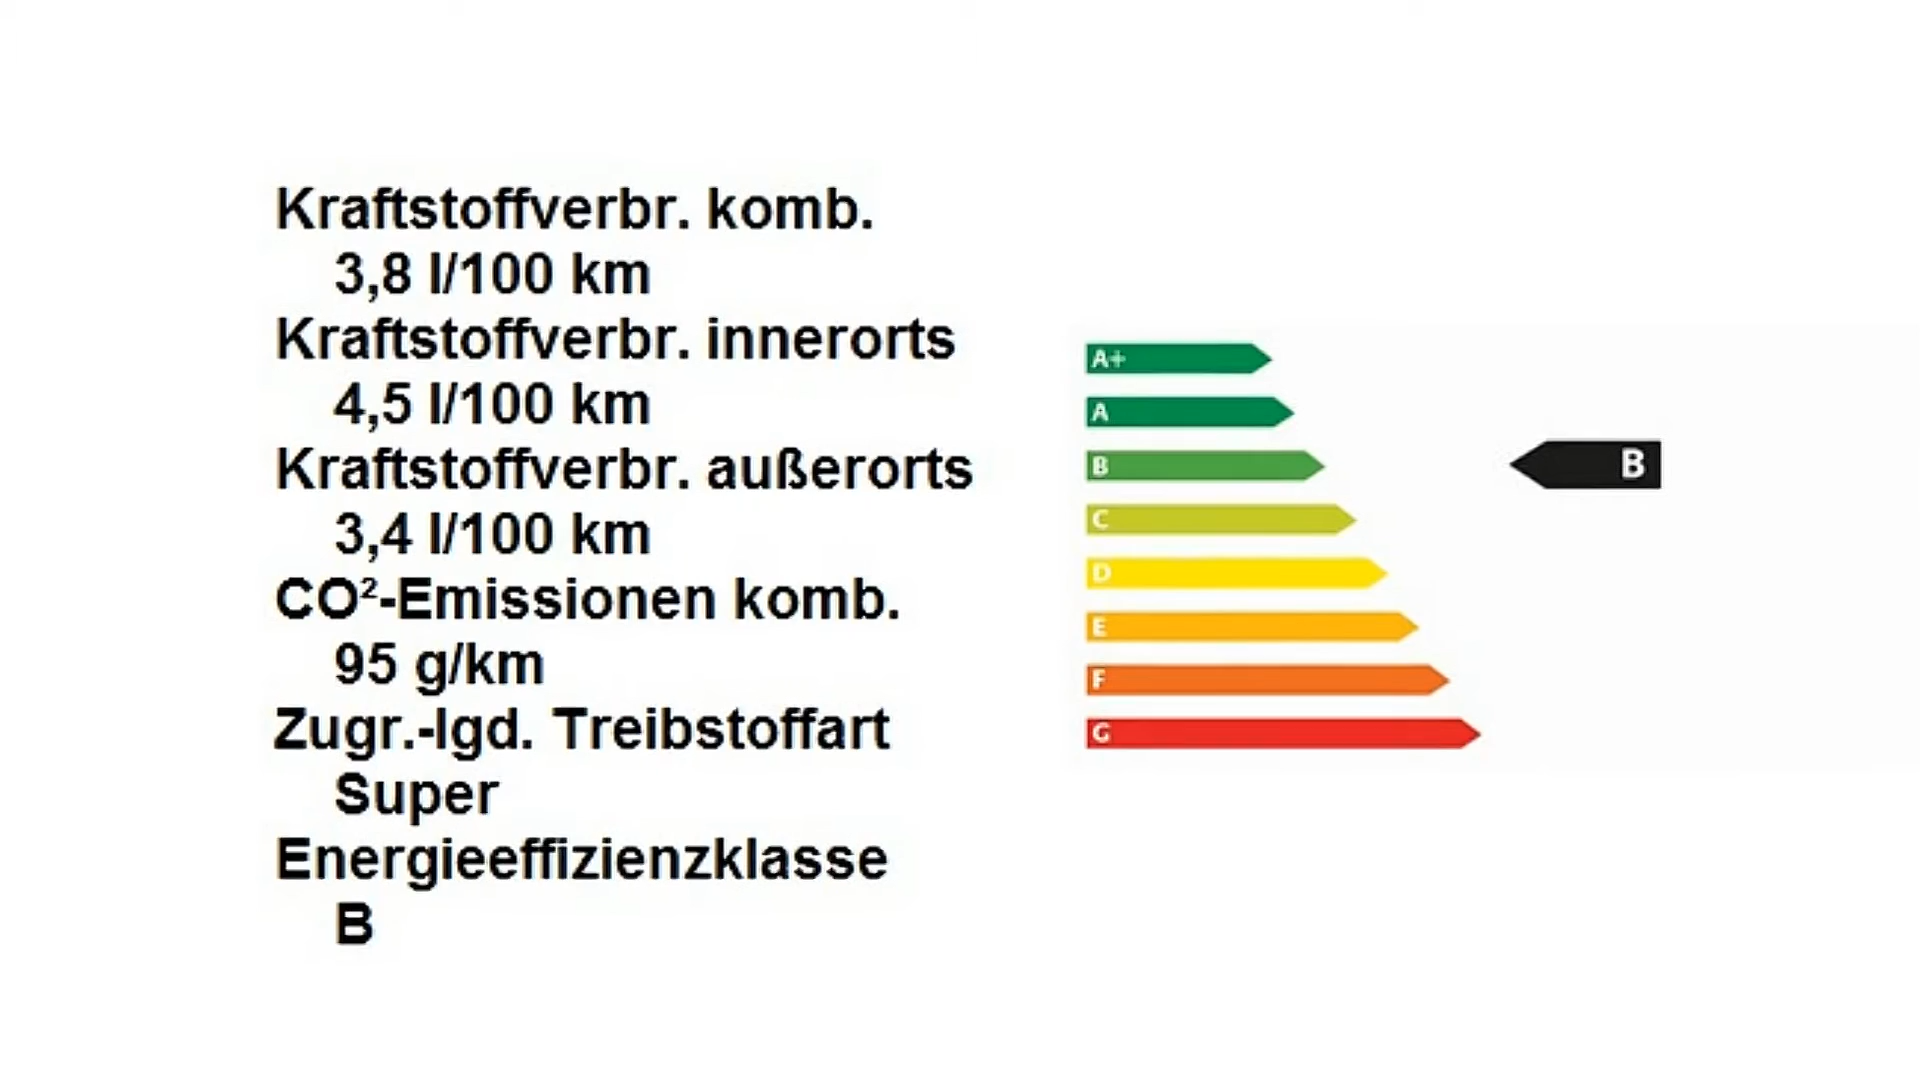 Kraftstoffverbr. komb.
3,8 l/100 km
Kraftstoffverbr. innerorts
4,5 l/100 km
Kraftstoffverbr. außerorts
3,4 l/100 km
CO²-Emissionen komb.
95 g/km
Zugr.-lgd. Treibstoffart
Super
Energieeffizienzklasse
B
A+
A
B
B
C
D
E
F
G